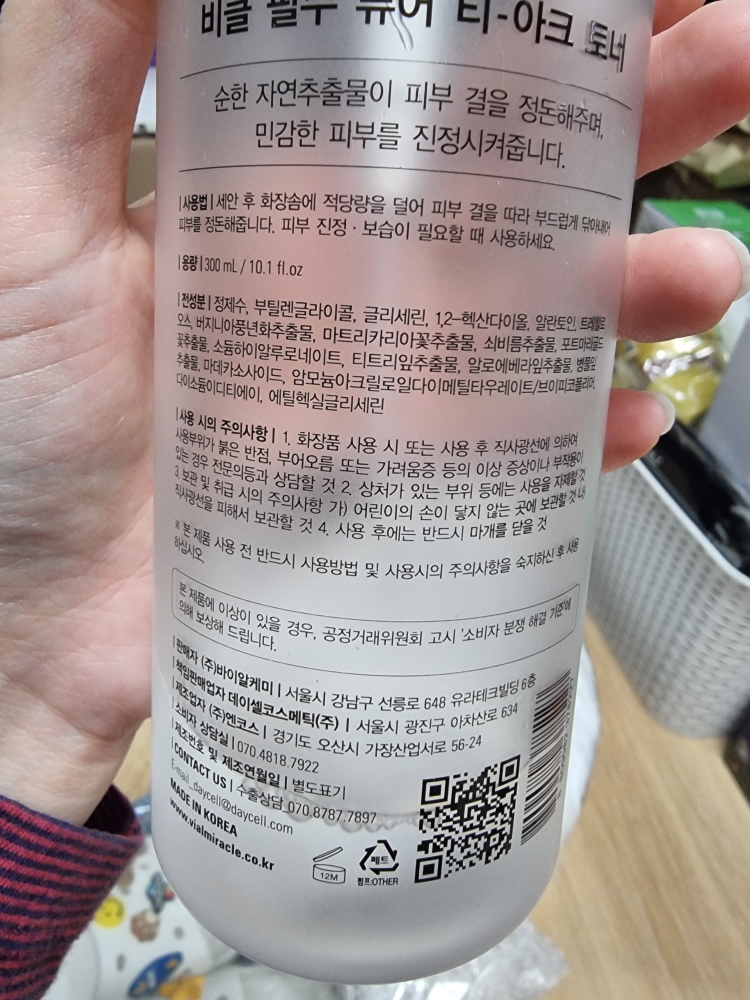 비클 필두 퓨어 티-아크 토너
순한 자연추출물이 피부 결을 정돈해주며,
민감한 피부를 진정시켜줍니다.
|사용법| 세안 후 화장솜에 적당량을 덜어 피부 결을 따라 부드럽게 닦아내어
피부를 정돈해줍니다. 피부 진정·보습이 필요할 때 사용하세요.
|용량| 300 mL / 10.1 fl.oz
|전성분| 정제수, 부틸렌글라이콜, 글리세린, 1,2-헥산다이올, 알란토인, 트레할로
오스, 버지니아풍년화추출물, 마트리카리아꽃추출물, 쇠비름추출물, 포트마리골드
꽃추출물, 소듐하이알루로네이트, 티트리잎추출물, 알로에베라잎추출물, 병풀잎
추출물, 마데카소사이드, 암모늄아크릴로일다이메틸타우레이트/브이피코폴리머,
다이소듐이디티에이, 에틸헥실글리세린
|사용 시의 주의사항| 1. 화장품 사용 시 또는 사용 후 직사광선에 의하여
사용부위가 붉은 반점, 부어오름 또는 가려움증 등의 이상 증상이나 부작용이
있는 경우 전문의등과 상담할 것 2. 상처가 있는 부위 등에는 사용을 자제할 것
3. 보관 및 취급 시의 주의사항 가) 어린이의 손이 닿지 않는 곳에 보관할 것 나)
직사광선을 피해서 보관할 것 4. 사용 후에는 반드시 마개를 닫을 것
※ 본 제품 사용 전 반드시 사용방법 및 사용시의 주의사항을 숙지하신 후 사용
하십시오.
본 제품에 이상이 있을 경우, 공정거래위원회 고시 '소비자 분쟁 해결 기준'에
의해 보상해 드립니다.
|판매자 (주)바이알케미| 서울시 강남구 선릉로 648 유라테크빌딩 6층
|책임판매업자 데이셀코스메틱(주)| 서울시 광진구 아차산로 634
|제조업자 (주)엔코스| 경기도 오산시 가장산업서로 56-24
|소비자 상담실| 070.4818.7922
|제조번호 및 제조연월일| 별도표기
|CONTACT US| 수출상담 070.8787.7897
E-mail_daycell@daycell.com
MADE IN KOREA
www.vialmiracle.co.kr
12M
페트
펌프:OTHER